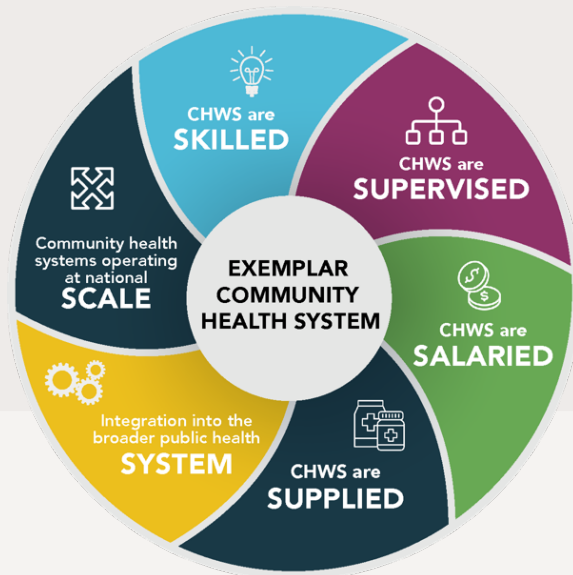 CHWS are
SKILLED
CHWS are
SUPERVISED
CHWS are
SALARIED
CHWS are
SUPPLIED
Integration into the
broader public health
SYSTEM
Community health
systems operating
at national
SCALE
EXEMPLAR
COMMUNITY
HEALTH SYSTEM